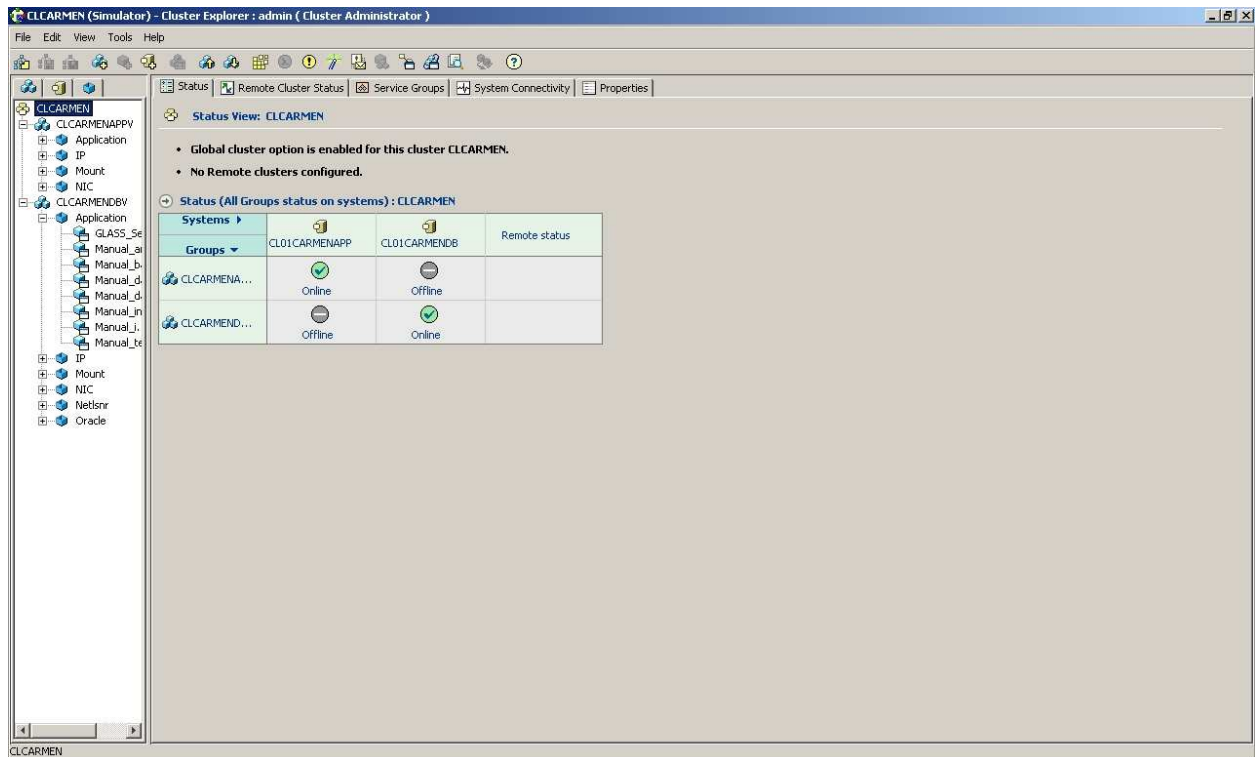 CLCARMEN (Simulator) - Cluster Explorer : admin ( Cluster Administrator )
File Edit View Tools Help
Status Remote Cluster Status Service Groups System Connectivity Properties
CLCARMEN
CLCARMENAPPV
Application
IP
Mount
NIC
CLCARMENDBV
Application
GLASS_Se
Manual_a
Manual_b
Manual_d
Manual_d
Manual_in
Manual_i.
Manual_te
IP
Mount
NIC
Netlsnr
Oracle
Status View: CLCARMEN
• Global cluster option is enabled for this cluster CLCARMEN.
• No Remote clusters configured.
Status (All Groups status on systems) : CLCARMEN
Systems
Groups
CL01CARMENAPP CL01CARMENDB Remote status
CLCARMENA... Online Offline
CLCARMEND... Offline Online
CLCARMEN